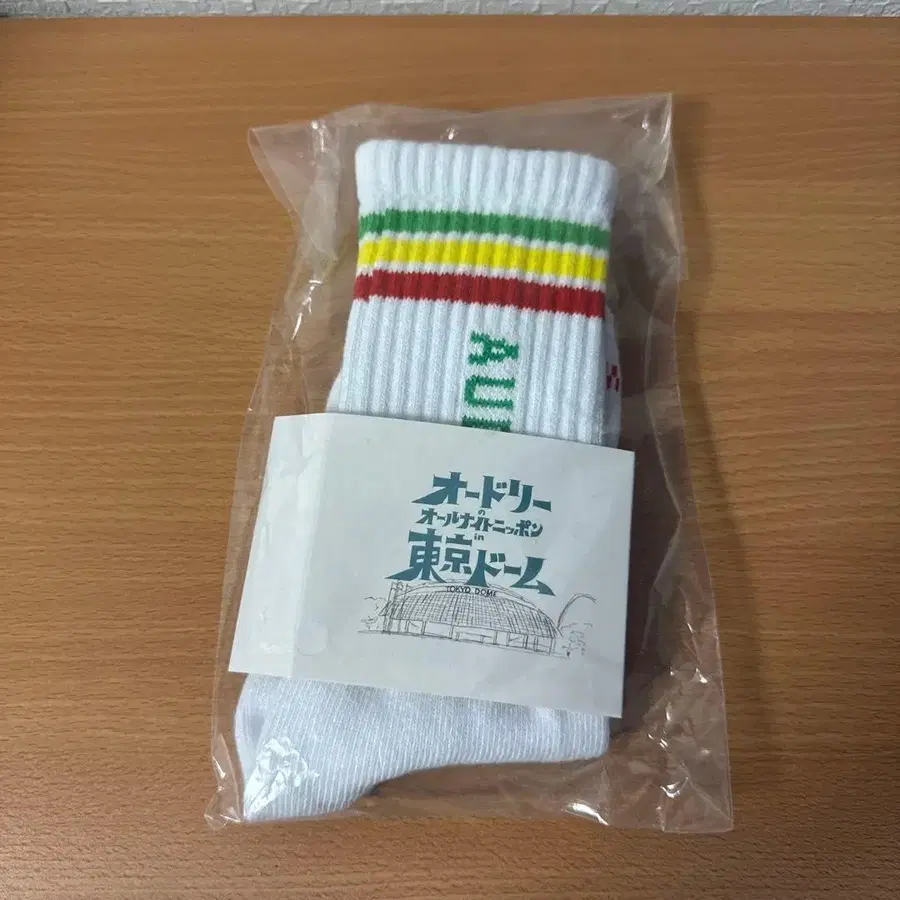 AU
オードリー
の
オールナイトニッポン
in
東京ドーム
TOKYO DOME